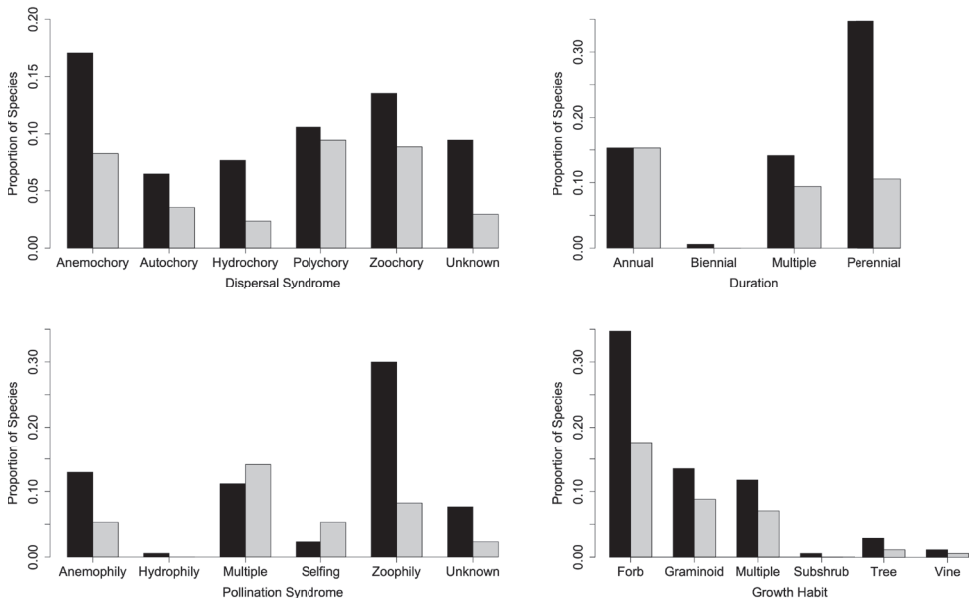 Proportion of Species
0.00 0.05 0.10 0.15 0.20
Anemochory Autochory Hydrochory Polychory Zoochory Unknown
Dispersal Syndrome
Proportion of Species
0.00 0.10 0.20 0.30
Annual Biennial Multiple Perennial
Duration
Proportion of Species
0.00 0.10 0.20 0.30
Anemophily Hydrophily Multiple Selfing Zoophily Unknown
Pollination Syndrome
Proportion of Species
0.00 0.10 0.20 0.30
Forb Graminoid Multiple Subshrub Tree Vine
Growth Habit